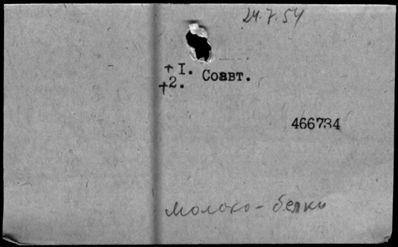 24.7.54
+ I. Соавт.
+ 2.
466734
Молоко - белки